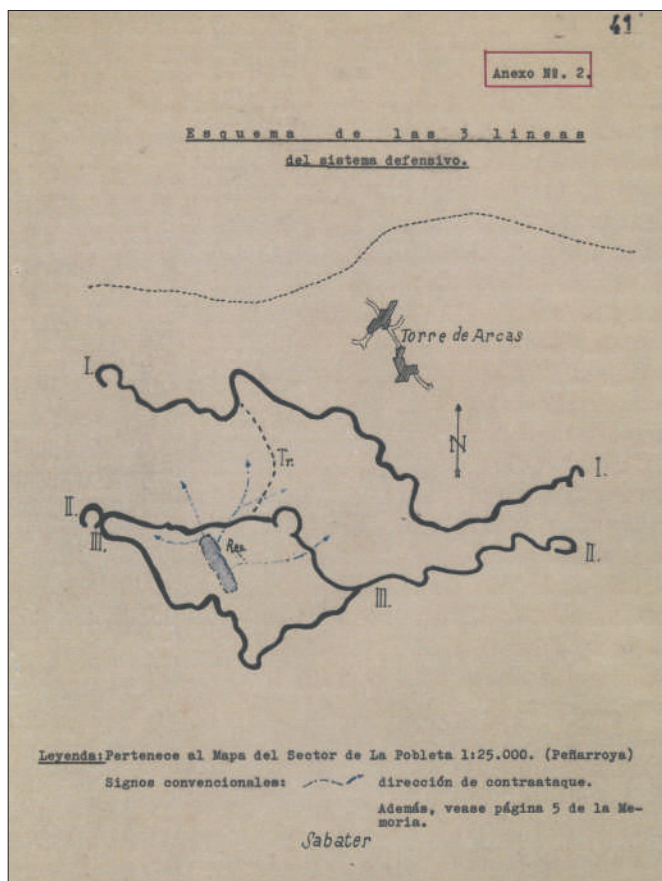 41
Anexo Nº. 2.
Esquema de las 3 lineas
del sistema defensivo.
Torre de Arcas
I.
N
Tr.
I.
II.
III.
Res.
II.
III.
Leyenda: Pertenece al Mapa del Sector de La Pobleta 1:25.000. (Peñarroya)
Signos convencionales: dirección de contraataque.
Además, vease página 5 de la Me-
moria.
Sabater